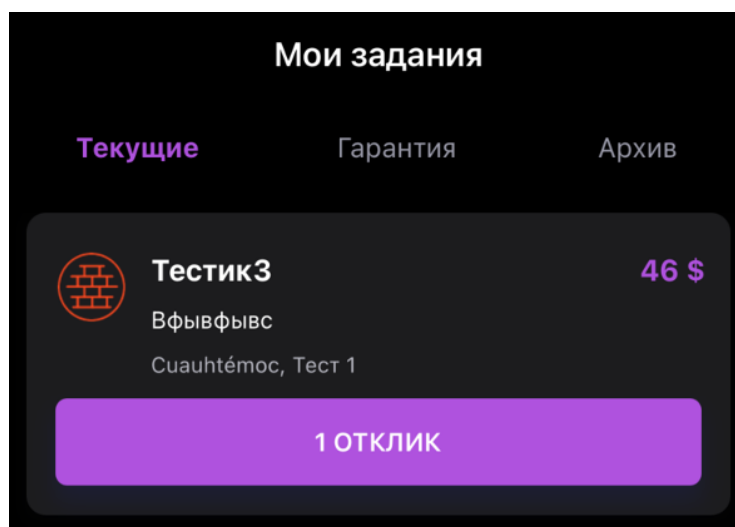 Мои задания
Текущие Гарантия Архив
Тестик3 46 $
Вфывфывс
Cuauhtémoc, Тест 1
1 ОТКЛИК